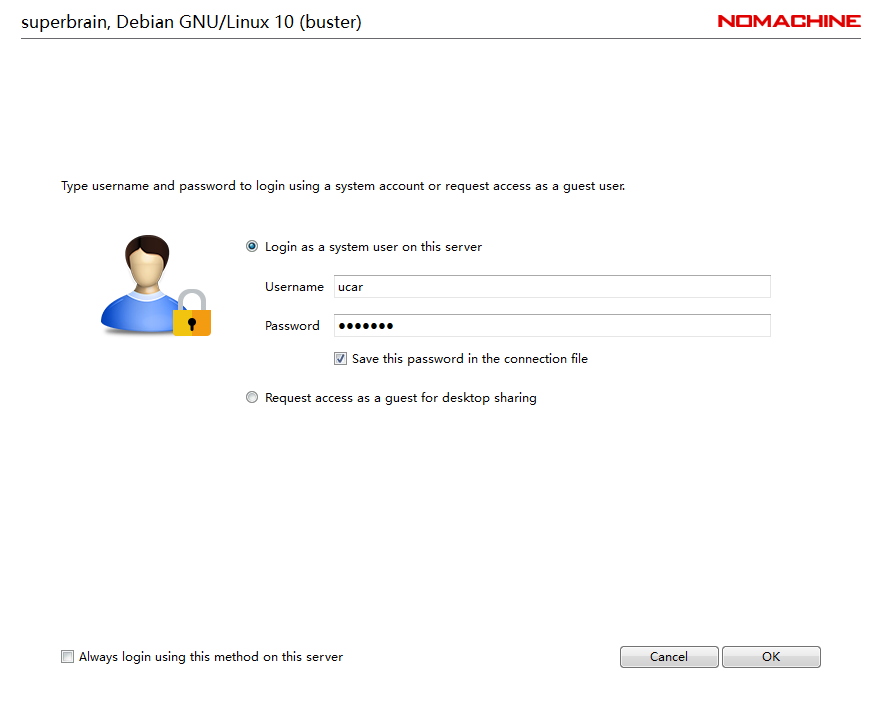 superbrain, Debian GNU/Linux 10 (buster)
NOMACHINE
Type username and password to login using a system account or request access as a guest user.
Login as a system user on this server
Username ucar
Password •••••••
Save this password in the connection file
Request access as a guest for desktop sharing
Always login using this method on this server
Cancel OK